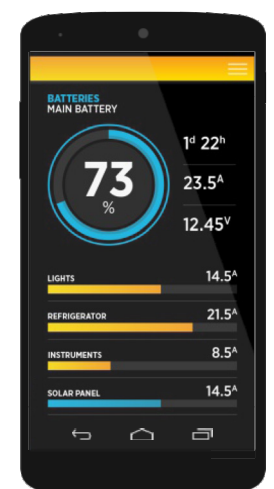 BATTERIES
MAIN BATTERY
73
%
1d 22h
23.5A
12.45V
LIGHTS 14.5A
REFRIGERATOR 21.5A
INSTRUMENTS 8.5A
SOLAR PANEL 14.5A